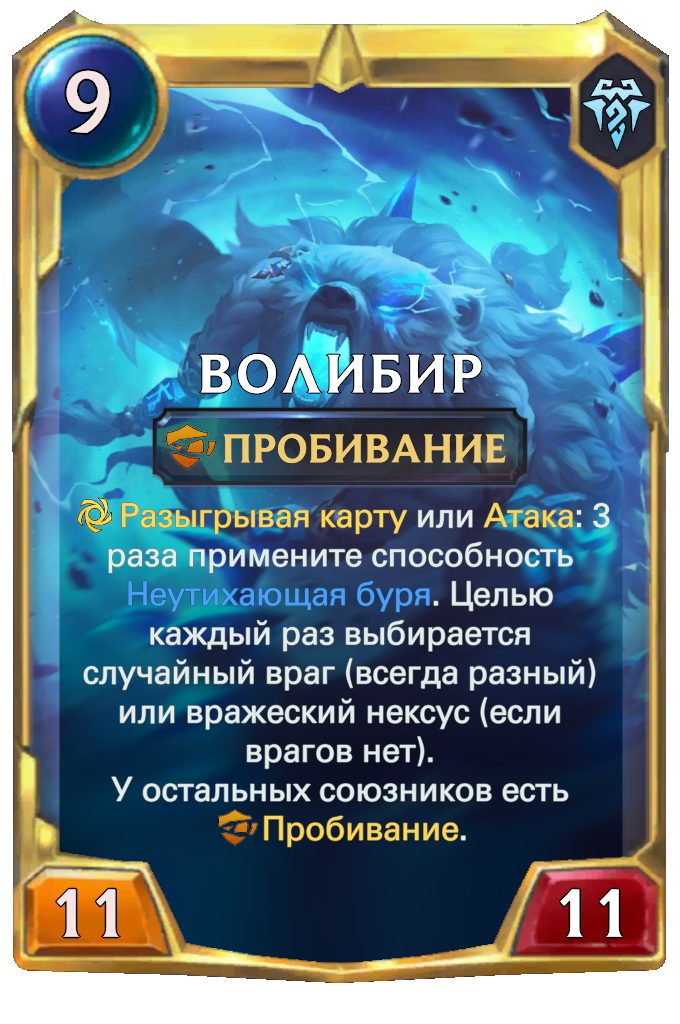 9
ВОЛИБИР
ПРОБИВАНИЕ
Разыгрывая карту или Атака: 3
раза примените способность
Неутихающая буря. Целью
каждый раз выбирается
случайный враг (всегда разный)
или вражеский нексус (если
врагов нет).
У остальных союзников есть
Пробивание.
11
11